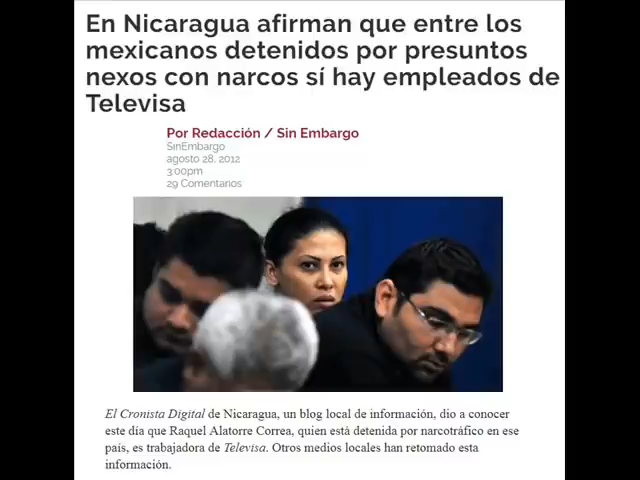 En Nicaragua afirman que entre los
mexicanos detenidos por presuntos
nexos con narcos sí hay empleados de
Televisa
Por Redacción / Sin Embargo
SinEmbargo
agosto 28, 2012
3:00pm
29 Comentarios
El Cronista Digital de Nicaragua, un blog local de información, dio a conocer
este día que Raquel Alatorre Correa, quien está detenida por narcotráfico en ese
país, es trabajadora de Televisa. Otros medios locales han retomado esta
información.